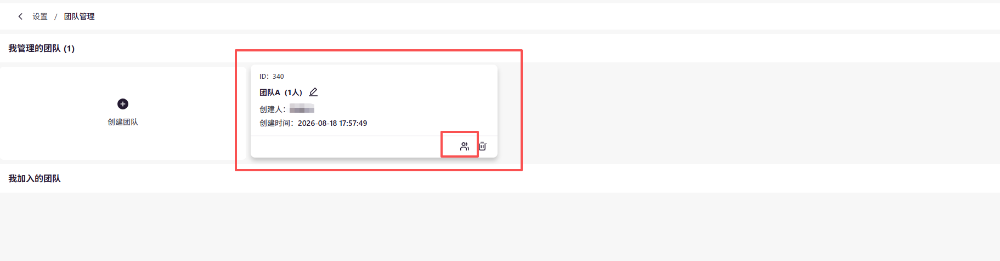 设置 / 团队管理
我管理的团队 (1)
创建团队
ID：340
团队A（1人）
创建人：
创建时间：2026-08-18 17:57:49
我加入的团队